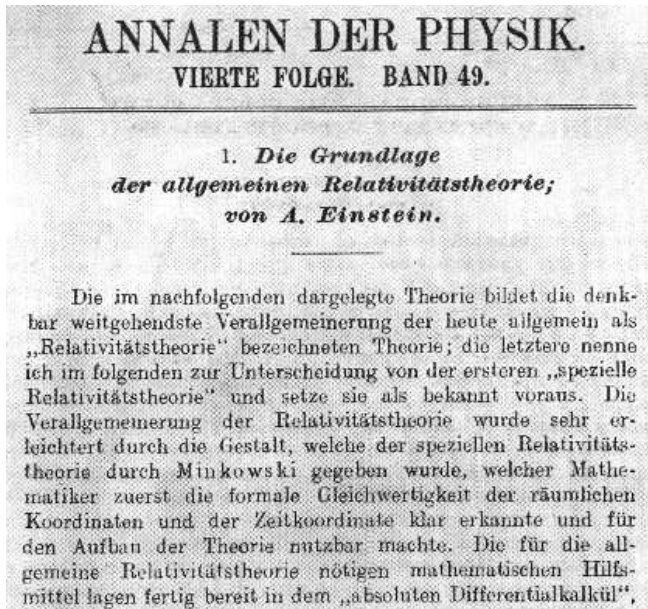 ANNALEN DER PHYSIK.
VIERTE FOLGE. BAND 49.
1. Die Grundlage
der allgemeinen Relativitätstheorie;
von A. Einstein.
Die im nachfolgenden dargelegte Theorie bildet die denk-
bar weitgehendste Verallgemeinerung der heute allgemein als
„Relativitätstheorie“ bezeichneten Theorie; die letztere nenne
ich im folgenden zur Unterscheidung von der ersteren „spezielle
Relativitätstheorie“ und setze sie als bekannt voraus. Die
Verallgemeinerung der Relativitätstheorie wurde sehr er-
leichtert durch die Gestalt, welche der speziellen Relativitäts-
theorie durch Minkowski gegeben wurde, welcher Mathe-
matiker zuerst die formale Gleichwertigkeit der räumlichen
Koordinaten und der Zeitkoordinate klar erkannte und für
den Aufbau der Theorie nutzbar machte. Die für die all-
gemeine Relativitätstheorie nötigen mathematischen Hilfs-
mittel lagen fertig bereit in dem „absoluten Differentialkalkül“,